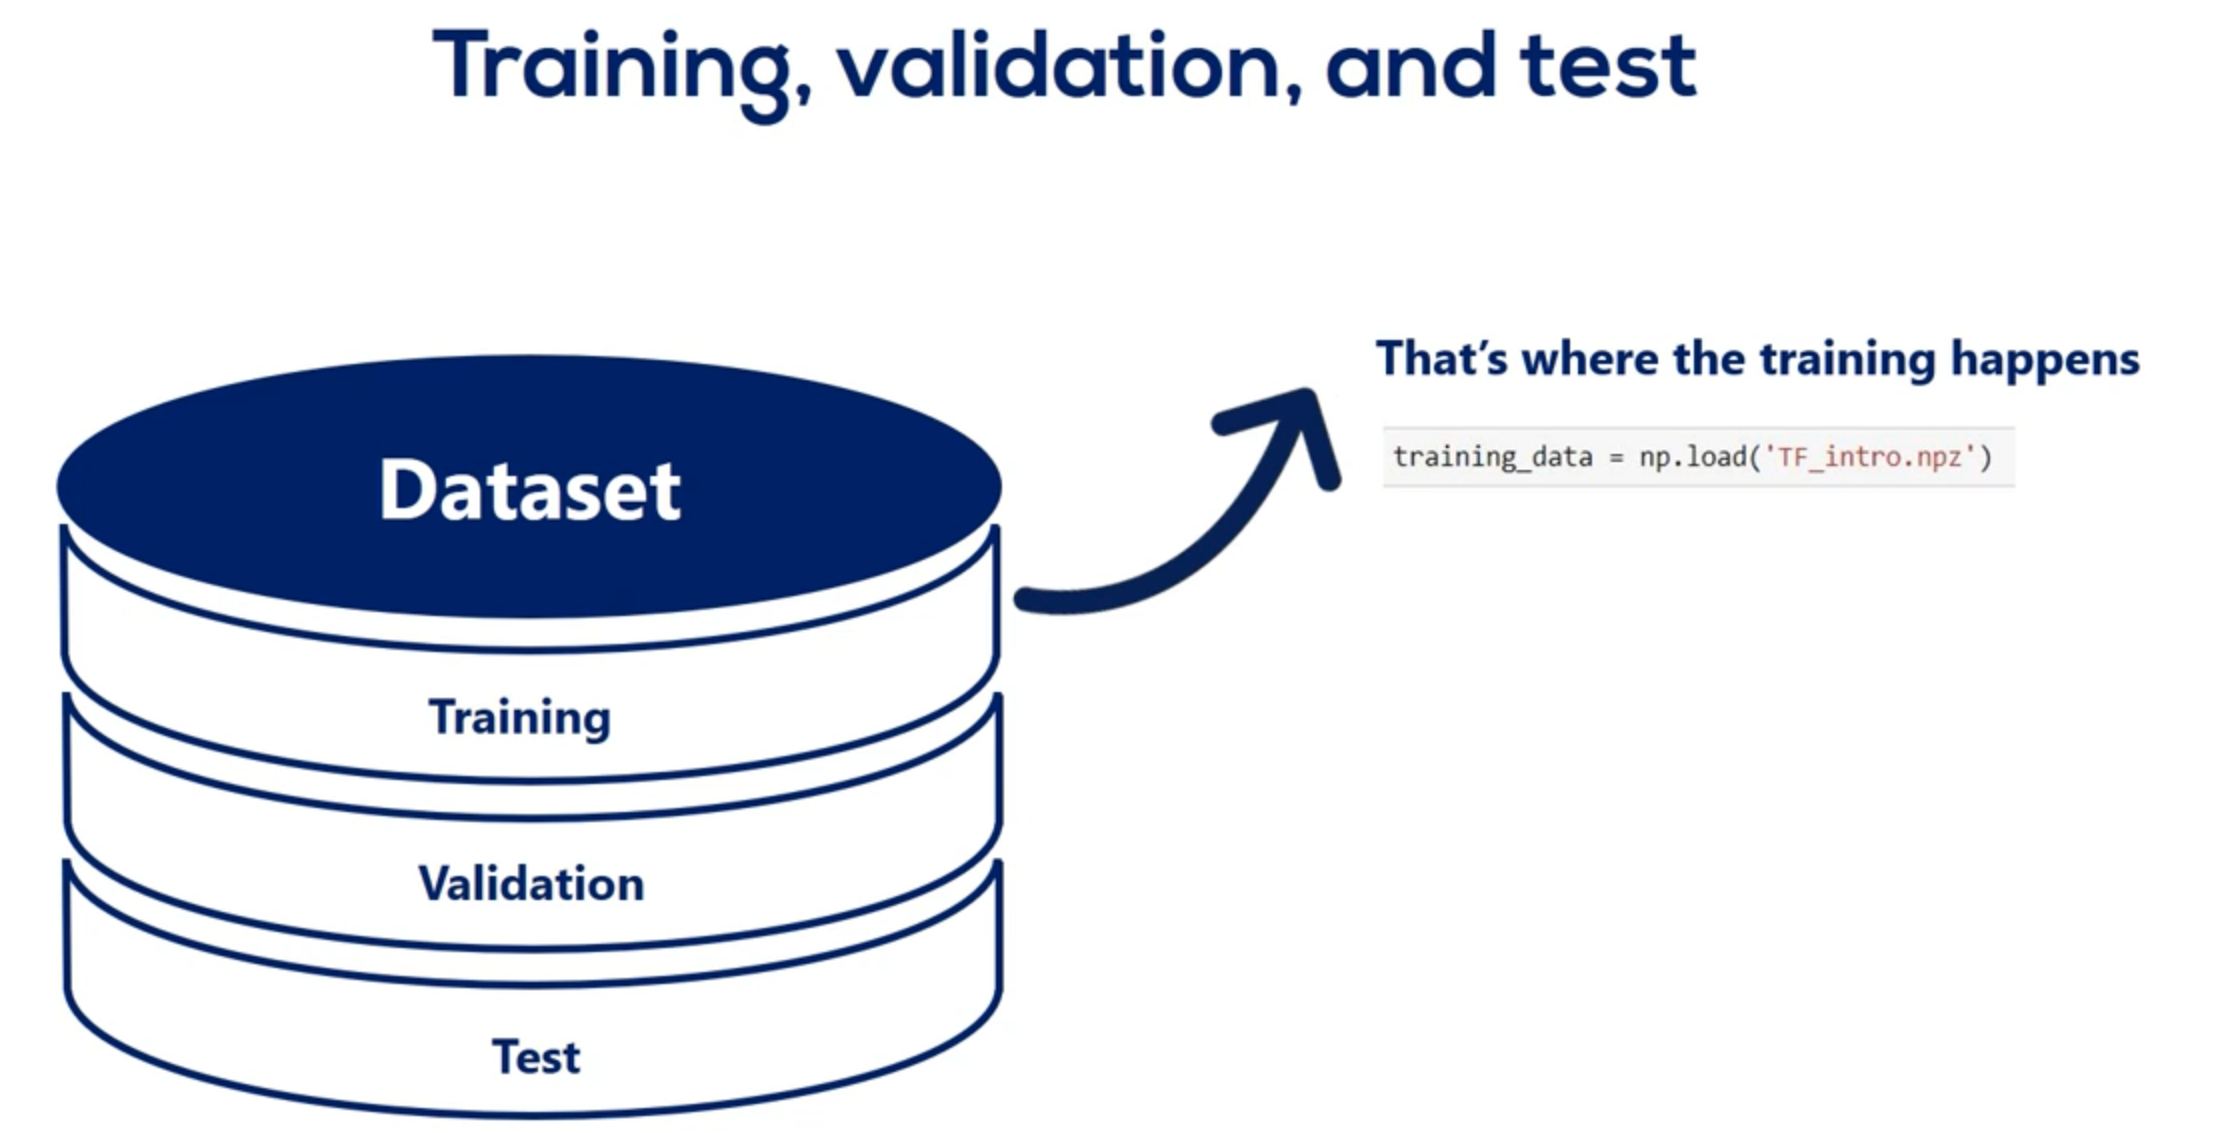 Training, validation, and test
That’s where the training happens
training_data = np.load('TF_intro.npz')
Dataset
Training
Validation
Test